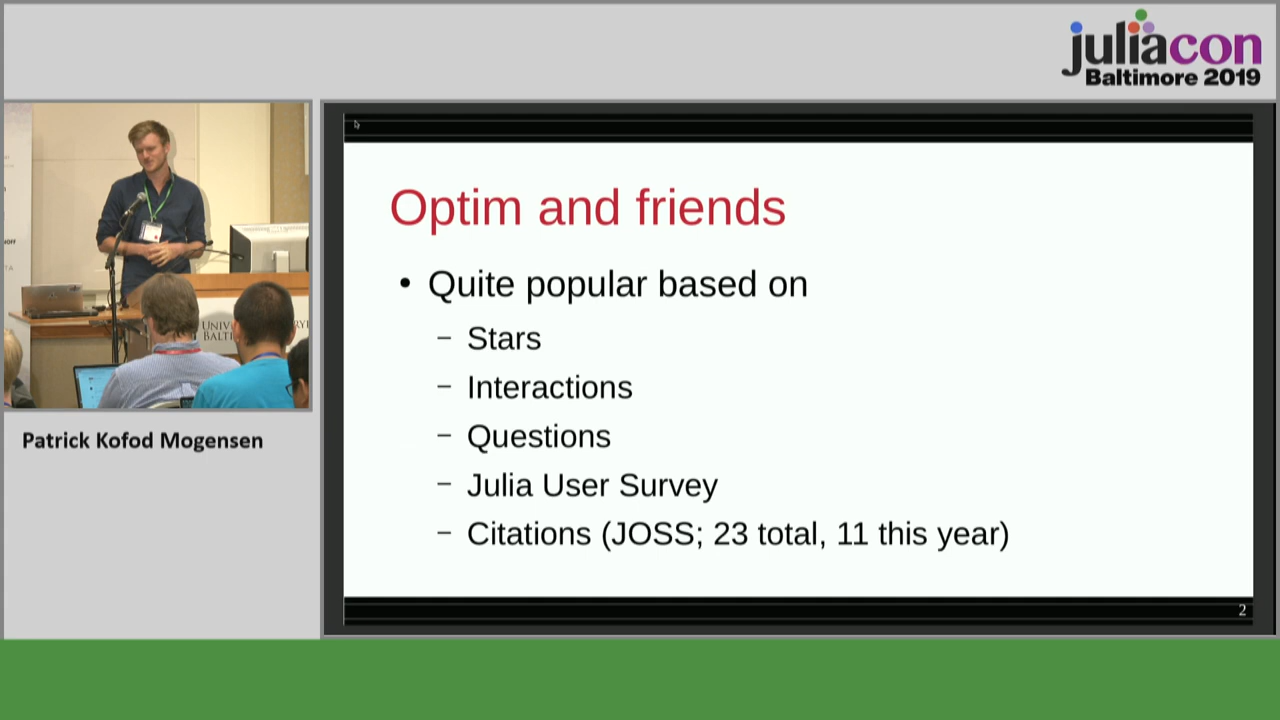 juliacon
Baltimore 2019
Optim and friends
• Quite popular based on
– Stars
– Interactions
– Questions
– Julia User Survey
– Citations (JOSS; 23 total, 11 this year)
2
Patrick Kofod Mogensen